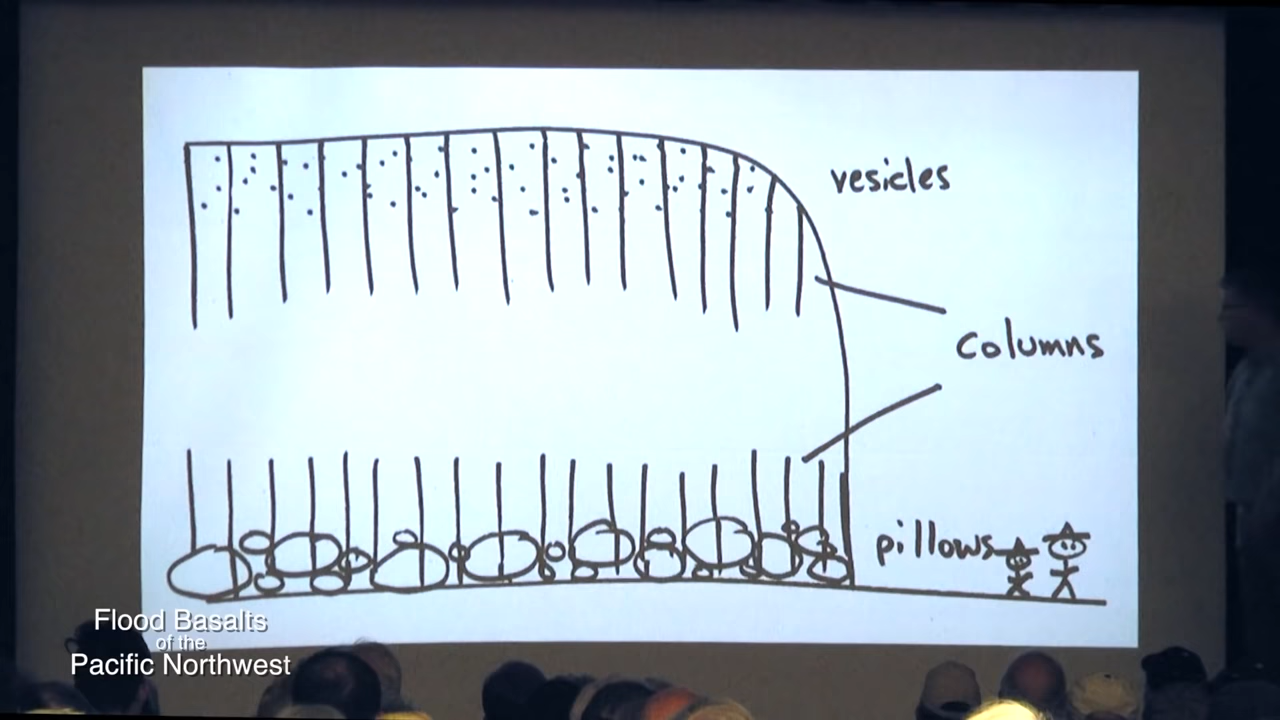 vesicles
columns
pillows
Flood Basalts
of the
Pacific Northwest